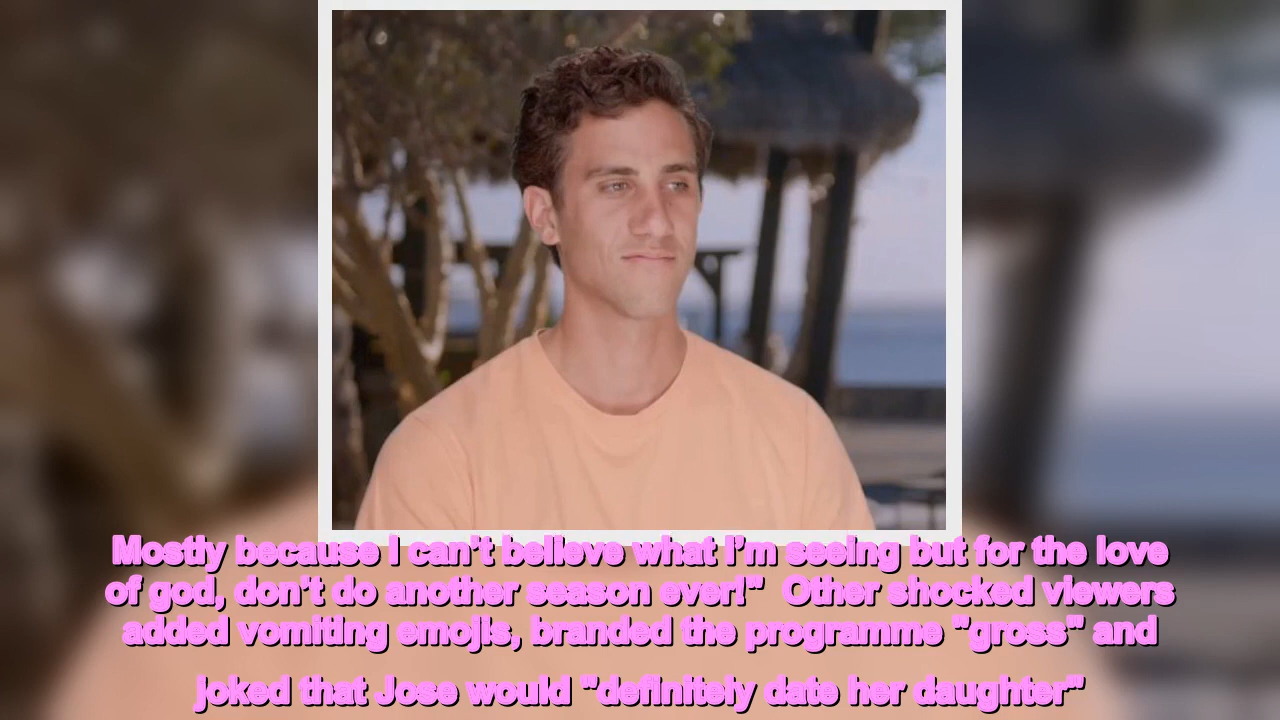 Mostly because I can't believe what I'm seeing but for the love
of god, don't do another season ever!"  Other shocked viewers
added vomiting emojis, branded the programme "gross" and
joked that Jose would "definitely date her daughter"